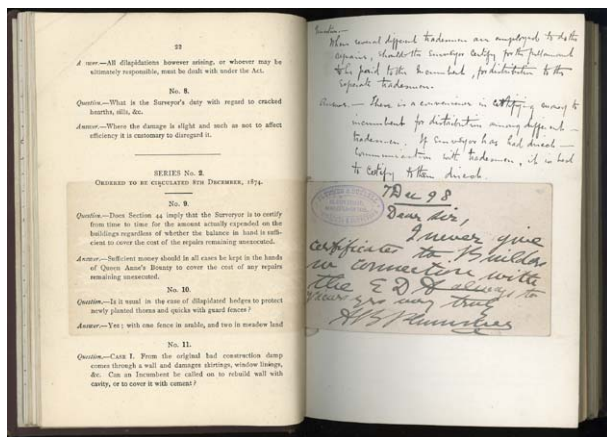 22
Answer.—All dilapidations however arising, or whoever may be
ultimately responsible, must be dealt with under the Act.
No. 8.
Question.—What is the Surveyor's duty with regard to cracked
hearths, sills, &c.
Answer.—Where the damage is slight and such as not to affect
efficiency it is customary to disregard it.
SERIES No. 2.
ORDERED TO BE CIRCULATED 8TH DECEMBER, 1874.
No. 9.
Question.—Does Section 44 imply that the Surveyor is to certify
from time to time for the amount actually expended on the
buildings regardless of whether the balance in hand is suffi-
cient to cover the cost of the repairs remaining unexecuted.
Answer.—Sufficient money should in all cases be kept in the hands
of Queen Anne's Bounty to cover the cost of any repairs
remaining unexecuted.
No. 10.
Question.—Is it usual in the case of dilapidated hedges to protect
newly planted thorns and quicks with guard fences?
Answer.—Yes; with one fence in arable, and two in meadow land
No. 11.
Question.—CASE I. From the original bad construction damp
comes through a wall and damages skirtings, window linings,
&c. Can an Incumbent be called on to rebuild wall with
cavity, or to cover it with cement?
Question—
When several different tradesmen are employed to do the
repairs, should the Surveyor certify for the full amount
to be paid to the Incumbent, for distribution to the
separate tradesmen.
Answer.— There is a convenience in certifying money to
incumbent for distribution among different
tradesmen. If Surveyor has had direct
communication with tradesmen, it is best
to certify to them direct.
7 Dec 98
Dear Sir,
I never give
certificates to Builders
in connection with
the E D A always to
yrs very truly